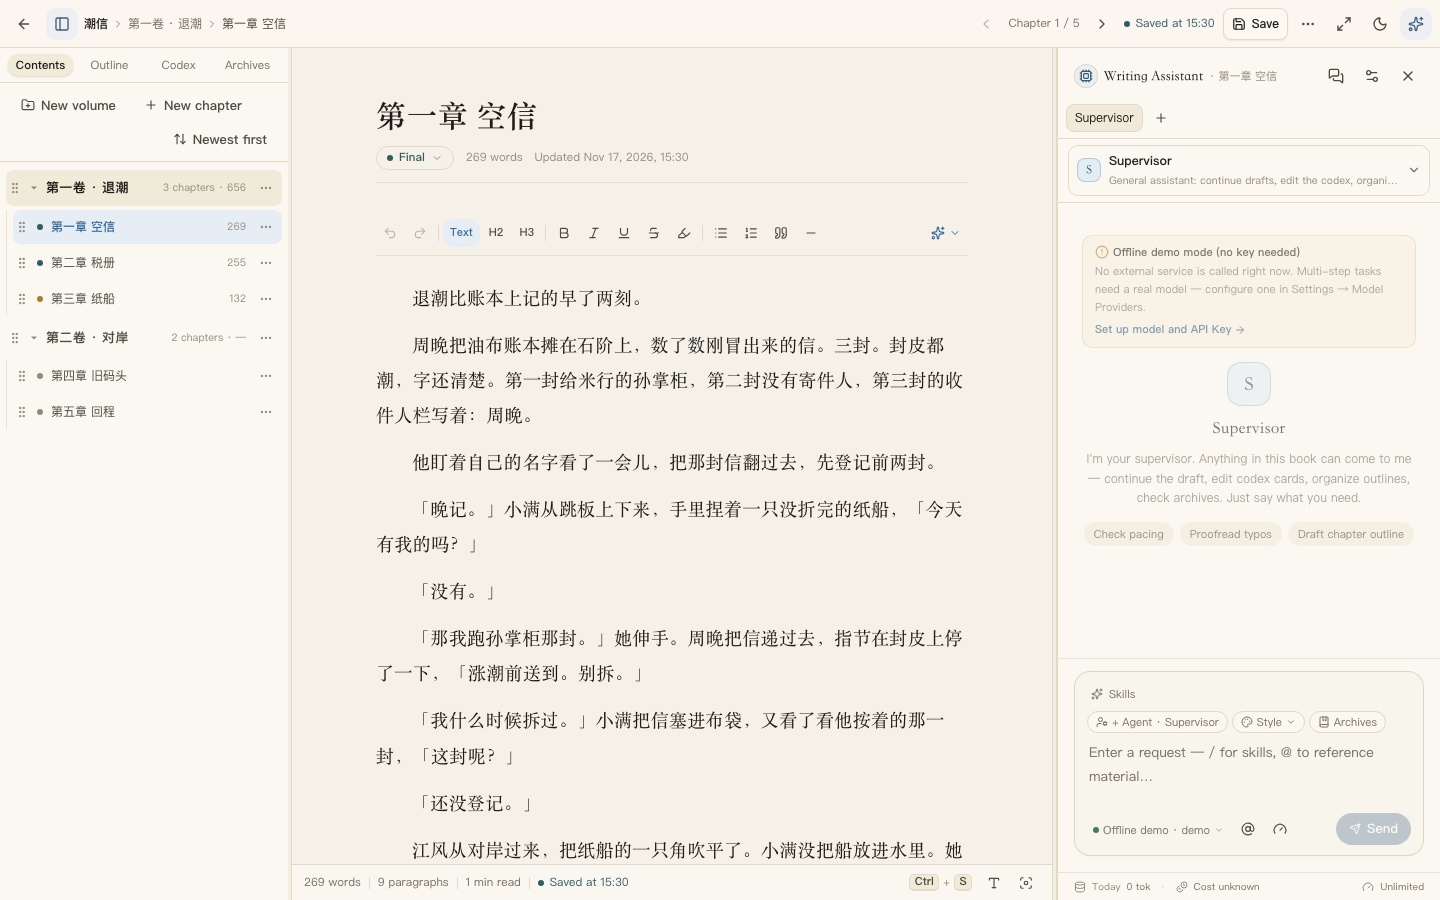 潮信 > 第一卷 · 退潮 > 第一章 空信
Chapter 1 / 5
Saved at 15:30
Save
Contents
Outline
Codex
Archives
New volume
New chapter
Newest first
第一卷 · 退潮
3 chapters · 656
第一章 空信
269
第二章 税册
255
第三章 纸船
132
第二卷 · 对岸
2 chapters · —
第四章 旧码头
第五章 回程
第一章 空信
Final
269 words
Updated Nov 17, 2026, 15:30
Text
H2
H3
退潮比账本上记的早了两刻。
周晚把油布账本摊在石阶上，数了数刚冒出来的信。三封。封皮都
潮，字还清楚。第一封给米行的孙掌柜，第二封没有寄件人，第三封的收
件人栏写着：周晚。
他盯着自己的名字看了一会儿，把那封信翻过去，先登记前两封。
「晚记。」小满从跳板上下来，手里捏着一只没折完的纸船，「今天
有我的吗？」
「没有。」
「那我跑孙掌柜那封。」她伸手。周晚把信递过去，指节在封皮上停
了一下，「涨潮前送到。别拆。」
「我什么时候拆过。」小满把信塞进布袋，又看了看他按着的那一
封，「这封呢？」
「还没登记。」
江风从对岸过来，把纸船的一只角吹平了。小满没把船放进水里。她
269 words
9 paragraphs
1 min read
Saved at 15:30
Ctrl + S
Writing Assistant · 第一章 空信
Supervisor
Supervisor
General assistant: continue drafts, edit the codex, organi...
Offline demo mode (no key needed)
No external service is called right now. Multi-step tasks
need a real model — configure one in Settings → Model
Providers.
Set up model and API Key →
S
Supervisor
I'm your supervisor. Anything in this book can come to me
— continue the draft, edit codex cards, organize outlines,
check archives. Just say what you need.
Check pacing
Proofread typos
Draft chapter outline
Skills
+ Agent · Supervisor
Style
Archives
Enter a request — / for skills, @ to reference
material...
Offline demo · demo
Send
Today 0 tok
Cost unknown
Unlimited